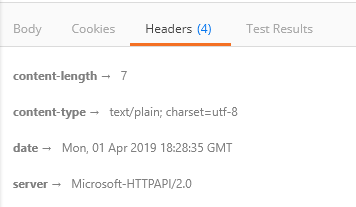 Body Cookies Headers (4) Test Results
content-length → 7
content-type → text/plain; charset=utf-8
date → Mon, 01 Apr 2019 18:28:35 GMT
server → Microsoft-HTTPAPI/2.0